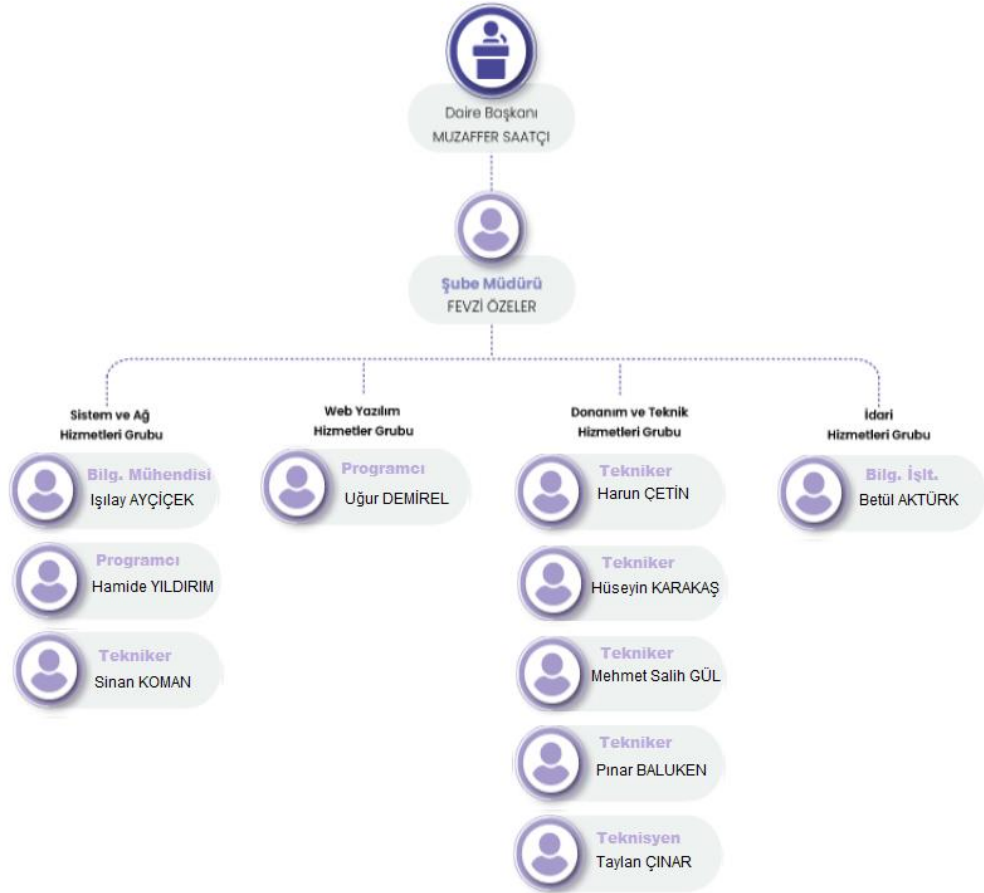 Daire Başkanı
MUZAFFER SAATÇI
Şube Müdürü
FEVZİ ÖZELER
Sistem ve Ağ
Hizmetleri Grubu
Bilg. Mühendisi
Işılay AYÇİÇEK
Programcı
Hamide YILDIRIM
Tekniker
Sinan KOMAN
Web Yazılım
Hizmetler Grubu
Programcı
Uğur DEMİREL
Donanım ve Teknik
Hizmetleri Grubu
Tekniker
Harun ÇETİN
Tekniker
Hüseyin KARAKAŞ
Tekniker
Mehmet Salih GÜL
Tekniker
Pınar BALUKEN
Teknisyen
Taylan ÇINAR
İdari
Hizmetleri Grubu
Bilg. İşlt.
Betül AKTÜRK